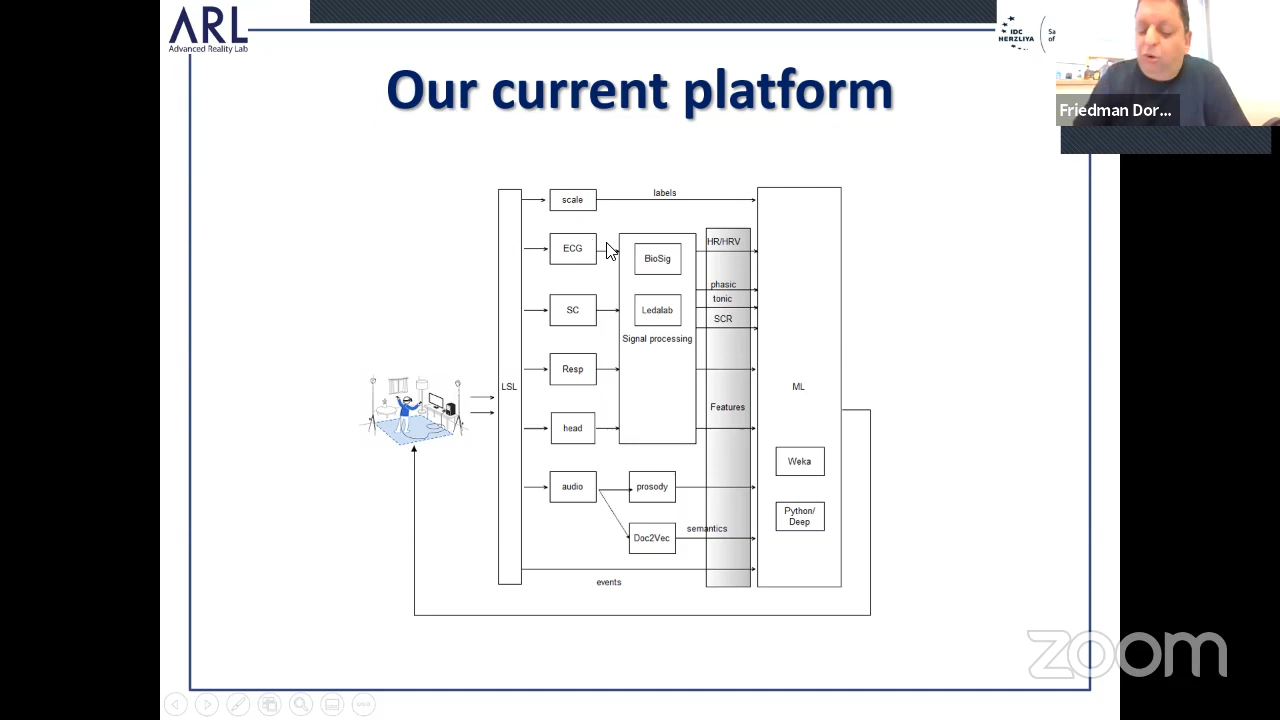 ARL
Advanced Reality Lab
IDC
HERZLIYA
Sa
of
Friedman Dor...
Our current platform
scale
labels
ECG
BioSig
HR/HRV
phasic
tonic
SC
Ledalab
SCR
Signal processing
Resp
LSL
ML
head
Features
Weka
audio
prosody
Python/
Deep
semantics
Doc2Vec
events
zoom